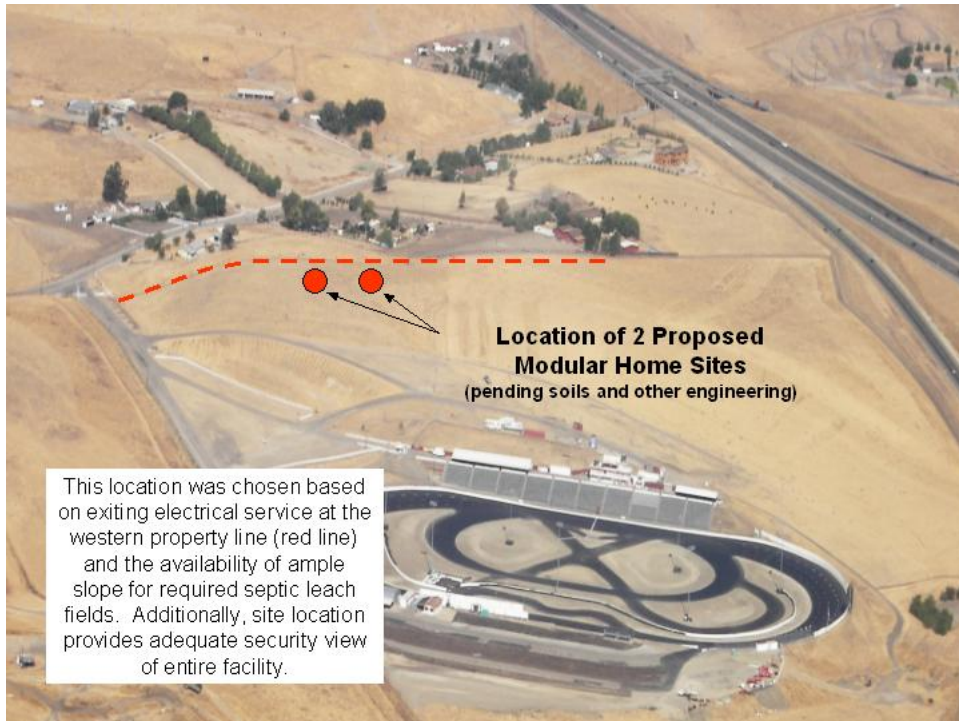 Location of 2 Proposed
Modular Home Sites
(pending soils and other engineering)
This location was chosen based
on exiting electrical service at the
western property line (red line)
and the availability of ample
slope for required septic leach
fields. Additionally, site location
provides adequate security view
of entire facility.